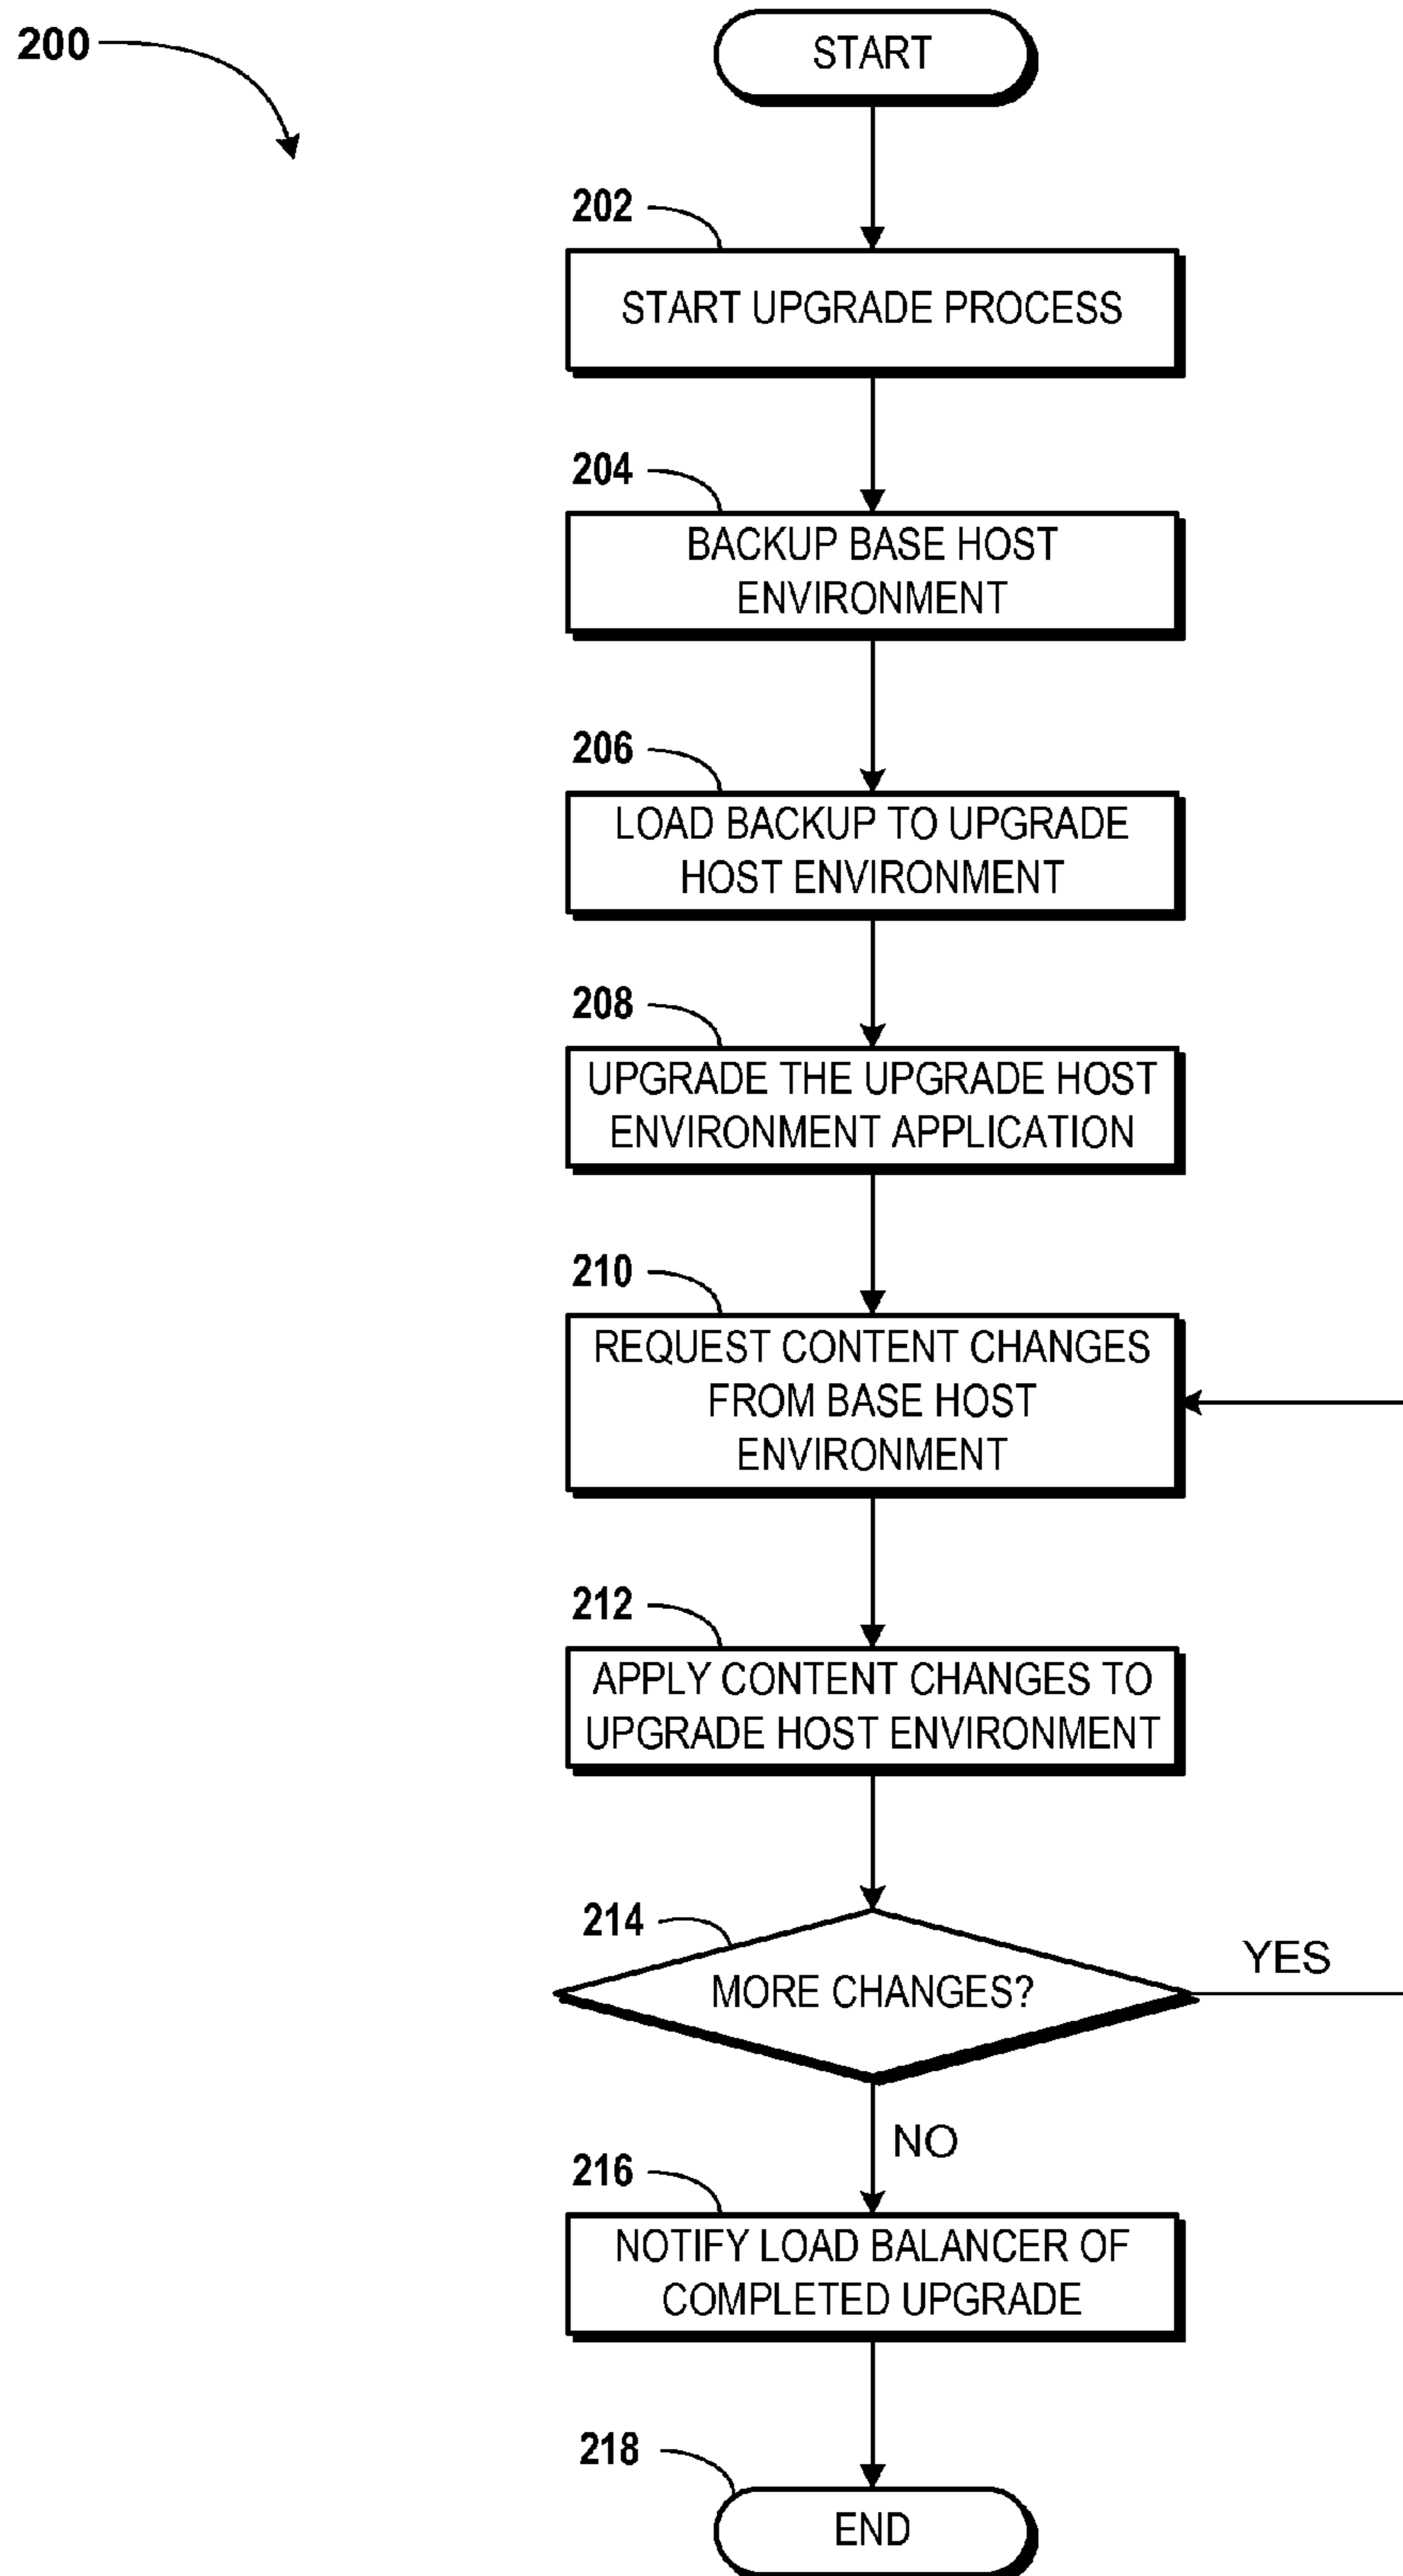 200
START
202
START UPGRADE PROCESS
204
BACKUP BASE HOST
ENVIRONMENT
206
LOAD BACKUP TO UPGRADE
HOST ENVIRONMENT
208
UPGRADE THE UPGRADE HOST
ENVIRONMENT APPLICATION
210
REQUEST CONTENT CHANGES
FROM BASE HOST
ENVIRONMENT
212
APPLY CONTENT CHANGES TO
UPGRADE HOST ENVIRONMENT
214
MORE CHANGES?
YES
NO
216
NOTIFY LOAD BALANCER OF
COMPLETED UPGRADE
218
END